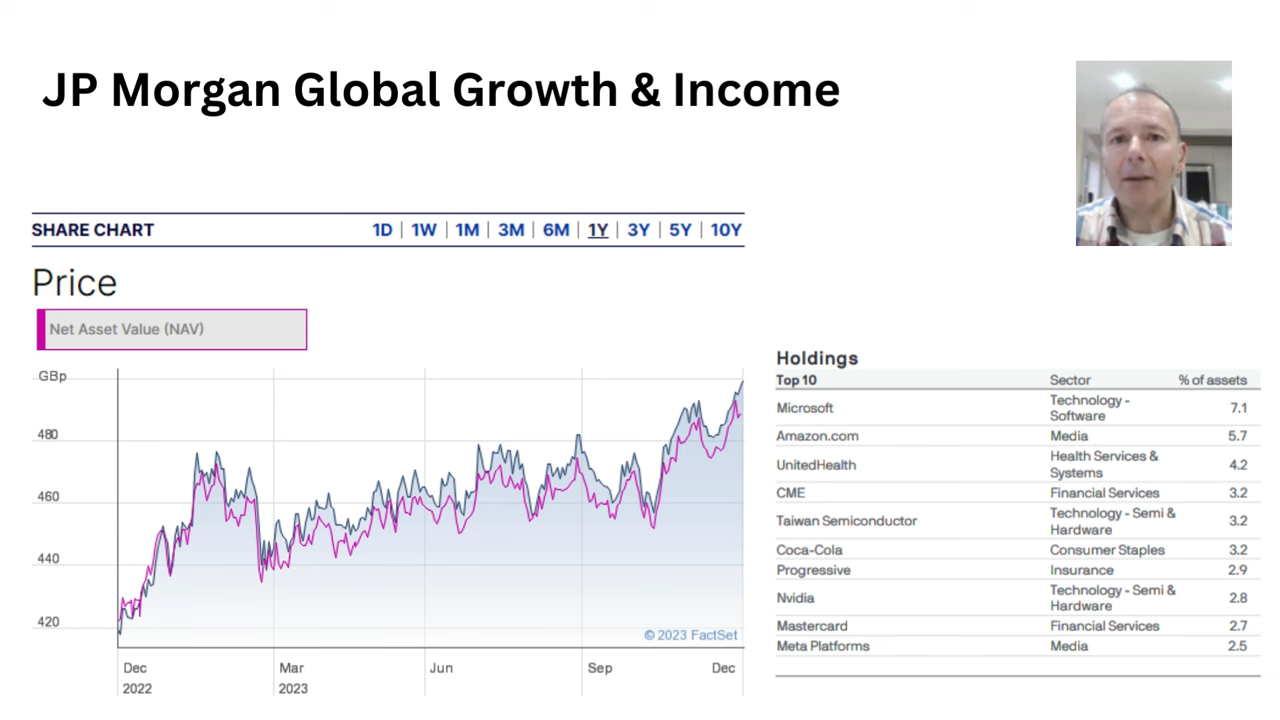 JP Morgan Global Growth & Income
SHARE CHART 1D | 1W | 1M | 3M | 6M | 1Y | 3Y | 5Y | 10Y
Price
Net Asset Value (NAV)
GBp
480
460
440
420
© 2023 FactSet
Dec Mar Jun Sep Dec
2022 2023
Holdings
Top 10 Sector % of assets
Microsoft Technology - Software 7.1
Amazon.com Media 5.7
UnitedHealth Health Services & Systems 4.2
CME Financial Services 3.2
Taiwan Semiconductor Technology - Semi & Hardware 3.2
Coca-Cola Consumer Staples 3.2
Progressive Insurance 2.9
Nvidia Technology - Semi & Hardware 2.8
Mastercard Financial Services 2.7
Meta Platforms Media 2.5